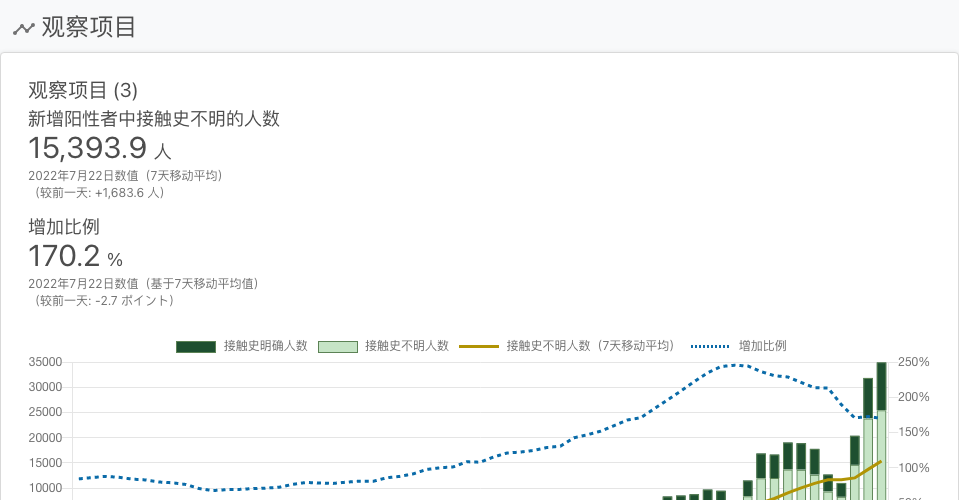 观察项目
观察项目 (3)
新增阳性者中接触史不明的人数
15,393.9 人
2022年7月22日数值（7天移动平均）
（较前一天: +1,683.6 人）
增加比例
170.2 %
2022年7月22日数值（基于7天移动平均值）
（较前一天: -2.7 ポイント）
接触史明确人数 接触史不明人数 接触史不明人数（7天移动平均） 增加比例
35000 250%
30000
200%
25000
20000 150%
15000
100%
10000